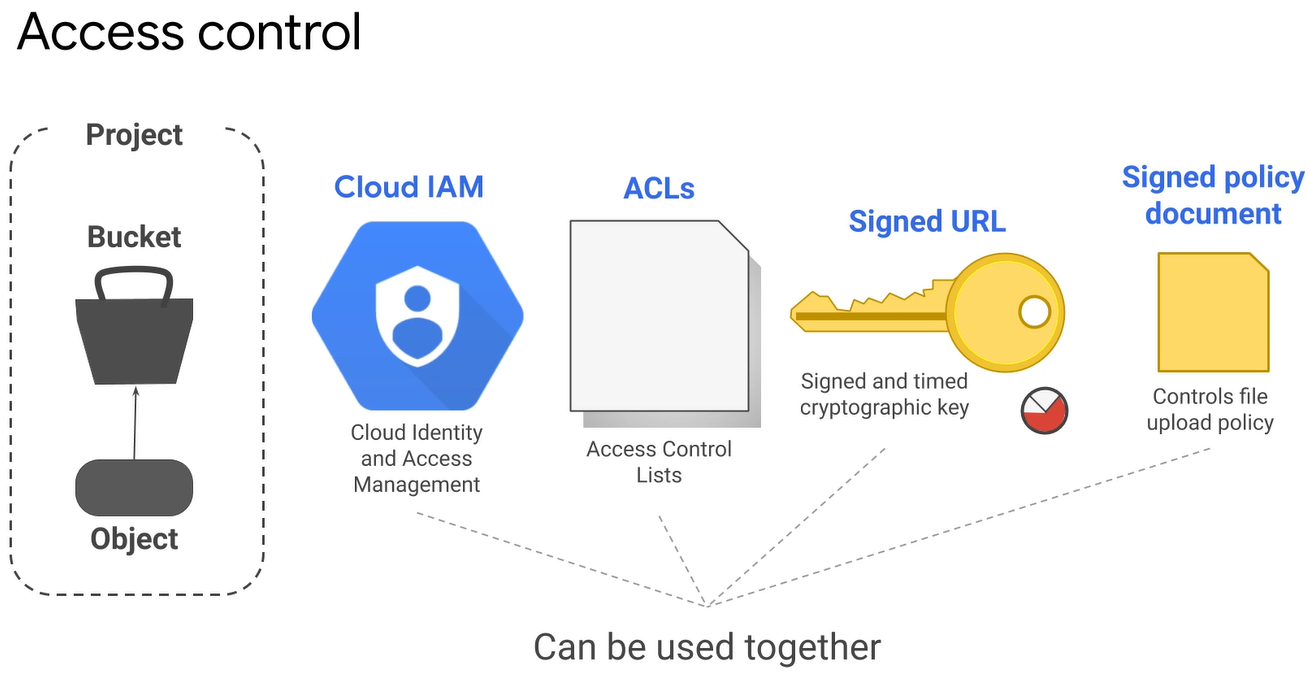 Access control
Project
Bucket
Object
Cloud IAM
Cloud Identity
and Access
Management
ACLs
Access Control
Lists
Signed URL
Signed and timed
cryptographic key
Signed policy
document
Controls file
upload policy
Can be used together